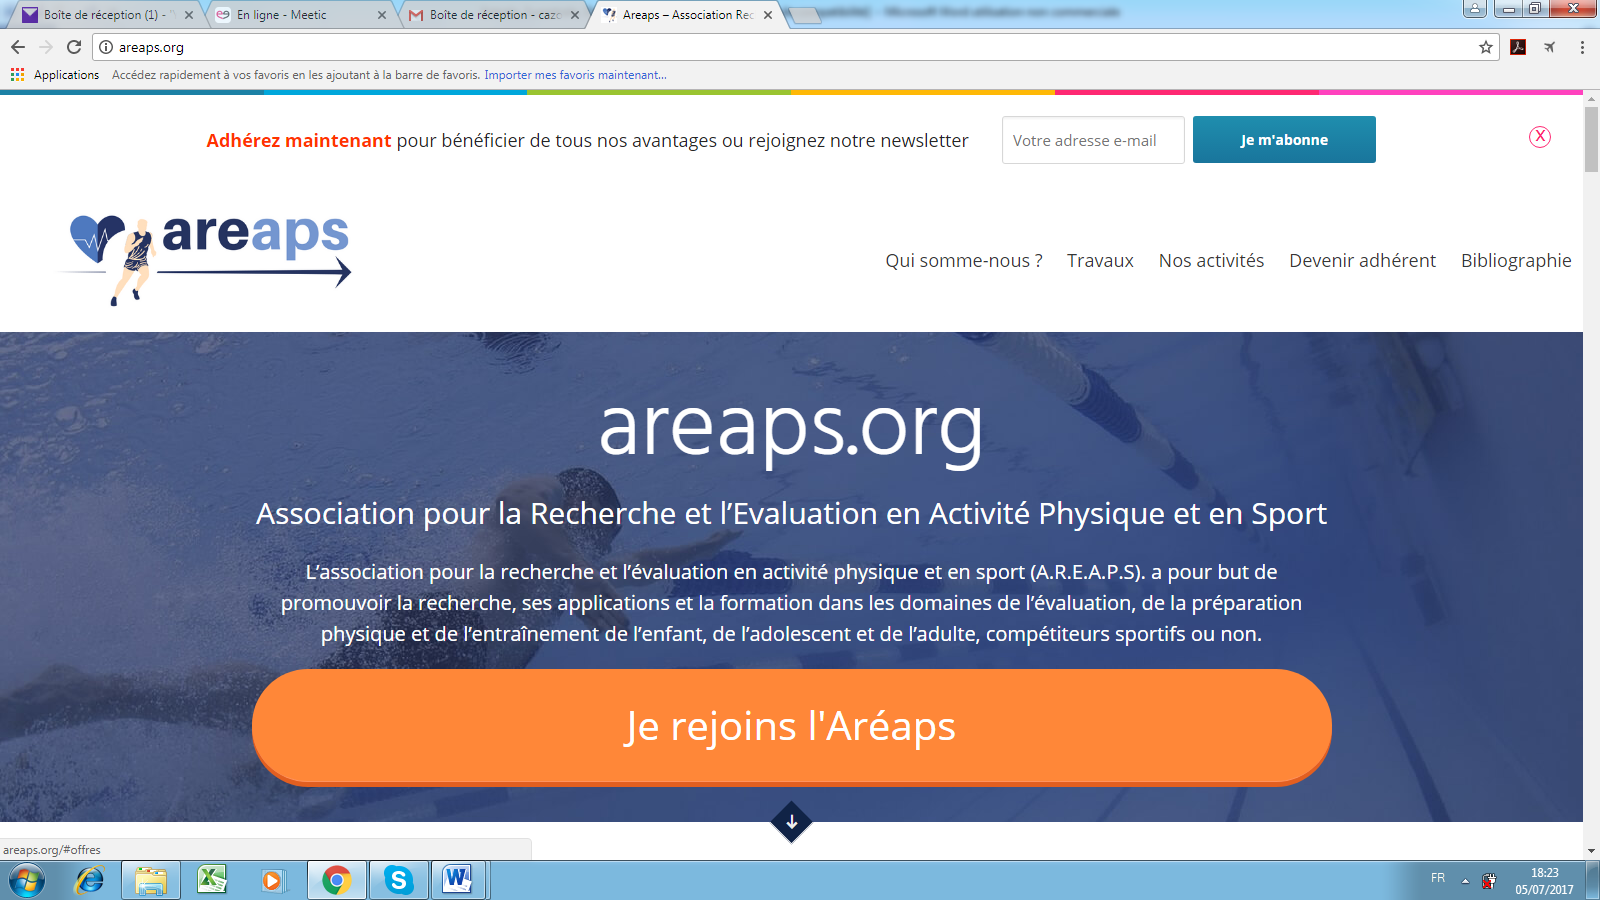 Boîte de réception (1) - 
En ligne - Meetic
Boîte de réception - cazo
Areaps – Association Rec
Microsoft Word utilisation non commerciale
areaps.org
Applications
Accédez rapidement à vos favoris en les ajoutant à la barre de favoris. Importer mes favoris maintenant...
Adhérez maintenant pour bénéficier de tous nos avantages ou rejoignez notre newsletter
Votre adresse e-mail
Je m'abonne
X
areaps
Qui somme-nous ?
Travaux
Nos activités
Devenir adhérent
Bibliographie
areaps.org
Association pour la Recherche et l’Evaluation en Activité Physique et en Sport
L’association pour la recherche et l’évaluation en activité physique et en sport (A.R.E.A.P.S). a pour but de
promouvoir la recherche, ses applications et la formation dans les domaines de l’évaluation, de la préparation
physique et de l’entraînement de l’enfant, de l’adolescent et de l’adulte, compétiteurs sportifs ou non.
Je rejoins l'Aréaps
areaps.org/#offres
FR
18:23
05/07/2017